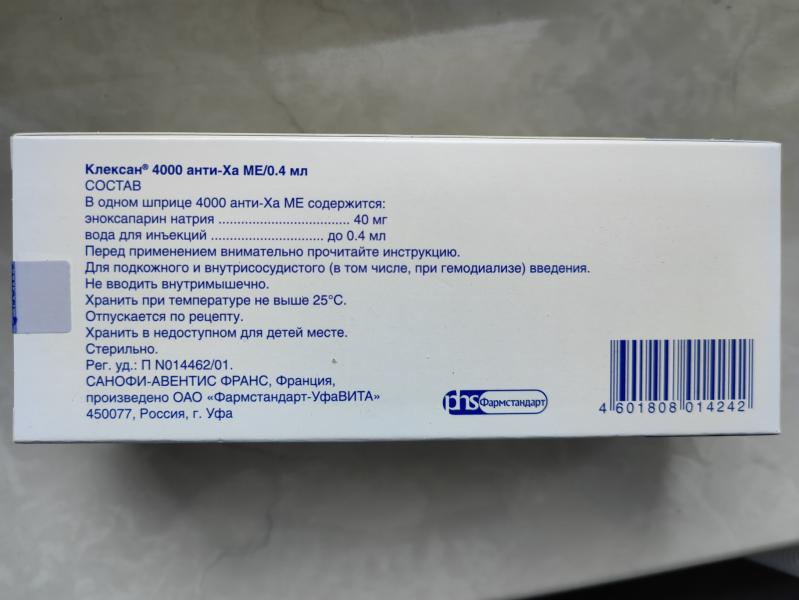 Клексан® 4000 анти-Ха МЕ/0.4 мл
СОСТАВ
В одном шприце 4000 анти-Ха МЕ содержится:
эноксапарин натрия .................................... 40 мг
вода для инъекций ............................... до 0.4 мл
Перед применением внимательно прочитайте инструкцию.
Для подкожного и внутрисосудистого (в том числе, при гемодиализе) введения.
Не вводить внутримышечно.
Хранить при температуре не выше 25°С.
Отпускается по рецепту.
Хранить в недоступном для детей месте.
Стерильно.
Рег. уд.: П N014462/01.
САНОФИ-АВЕНТИС ФРАНС, Франция,
произведено ОАО «Фармстандарт-УфаВИТА»
450077, Россия, г. Уфа
phs Фармстандарт
4 601808 014242